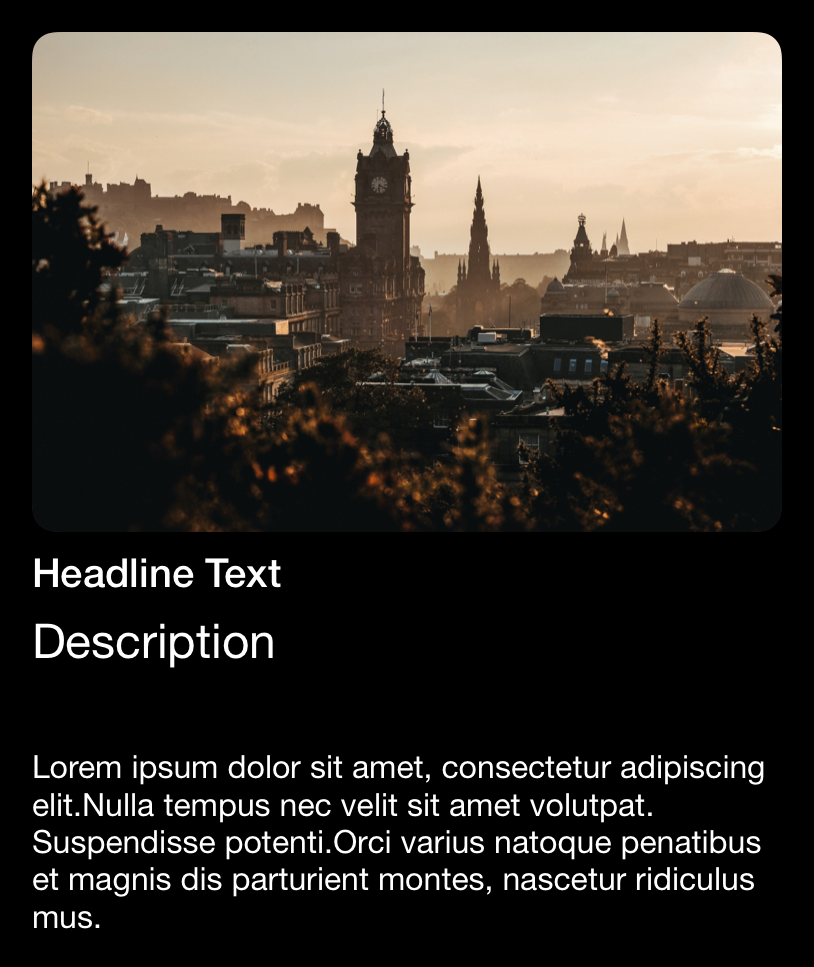 Headline Text
Description
Lorem ipsum dolor sit amet, consectetur adipiscing
elit.Nulla tempus nec velit sit amet volutpat.
Suspendisse potenti.Orci varius natoque penatibus
et magnis dis parturient montes, nascetur ridiculus
mus.